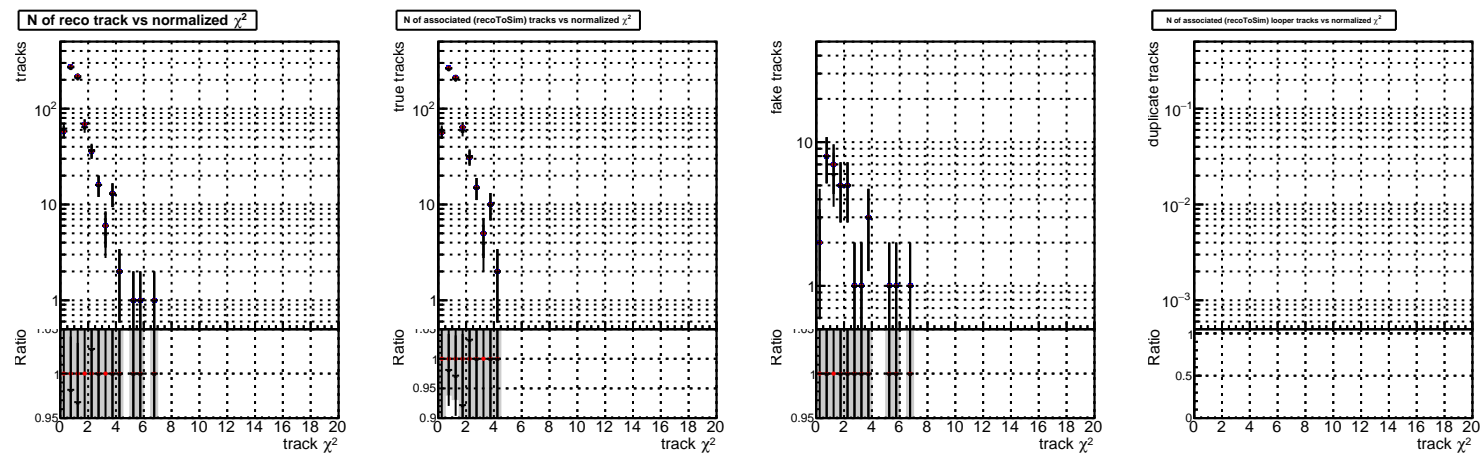 N of reco track vs normalized χ²
tracks
10²
10
1
Ratio
1.05
1
0.95
0 2 4 6 8 10 12 14 16 18 20
track χ²
N of associated (recoToSim) tracks vs normalized χ²
true tracks
10²
10
1
Ratio
1.05
1
0.95
0.9
0 2 4 6 8 10 12 14 16 18 20
track χ²
fake tracks
10
1
Ratio
1.05
1
0.95
0 2 4 6 8 10 12 14 16 18 20
track χ²
N of associated (recoToSim) looper tracks vs normalized χ²
duplicate tracks
10⁻¹
10⁻²
10⁻³
Ratio
1
0.5
0
0 2 4 6 8 10 12 14 16 18 20
track χ²